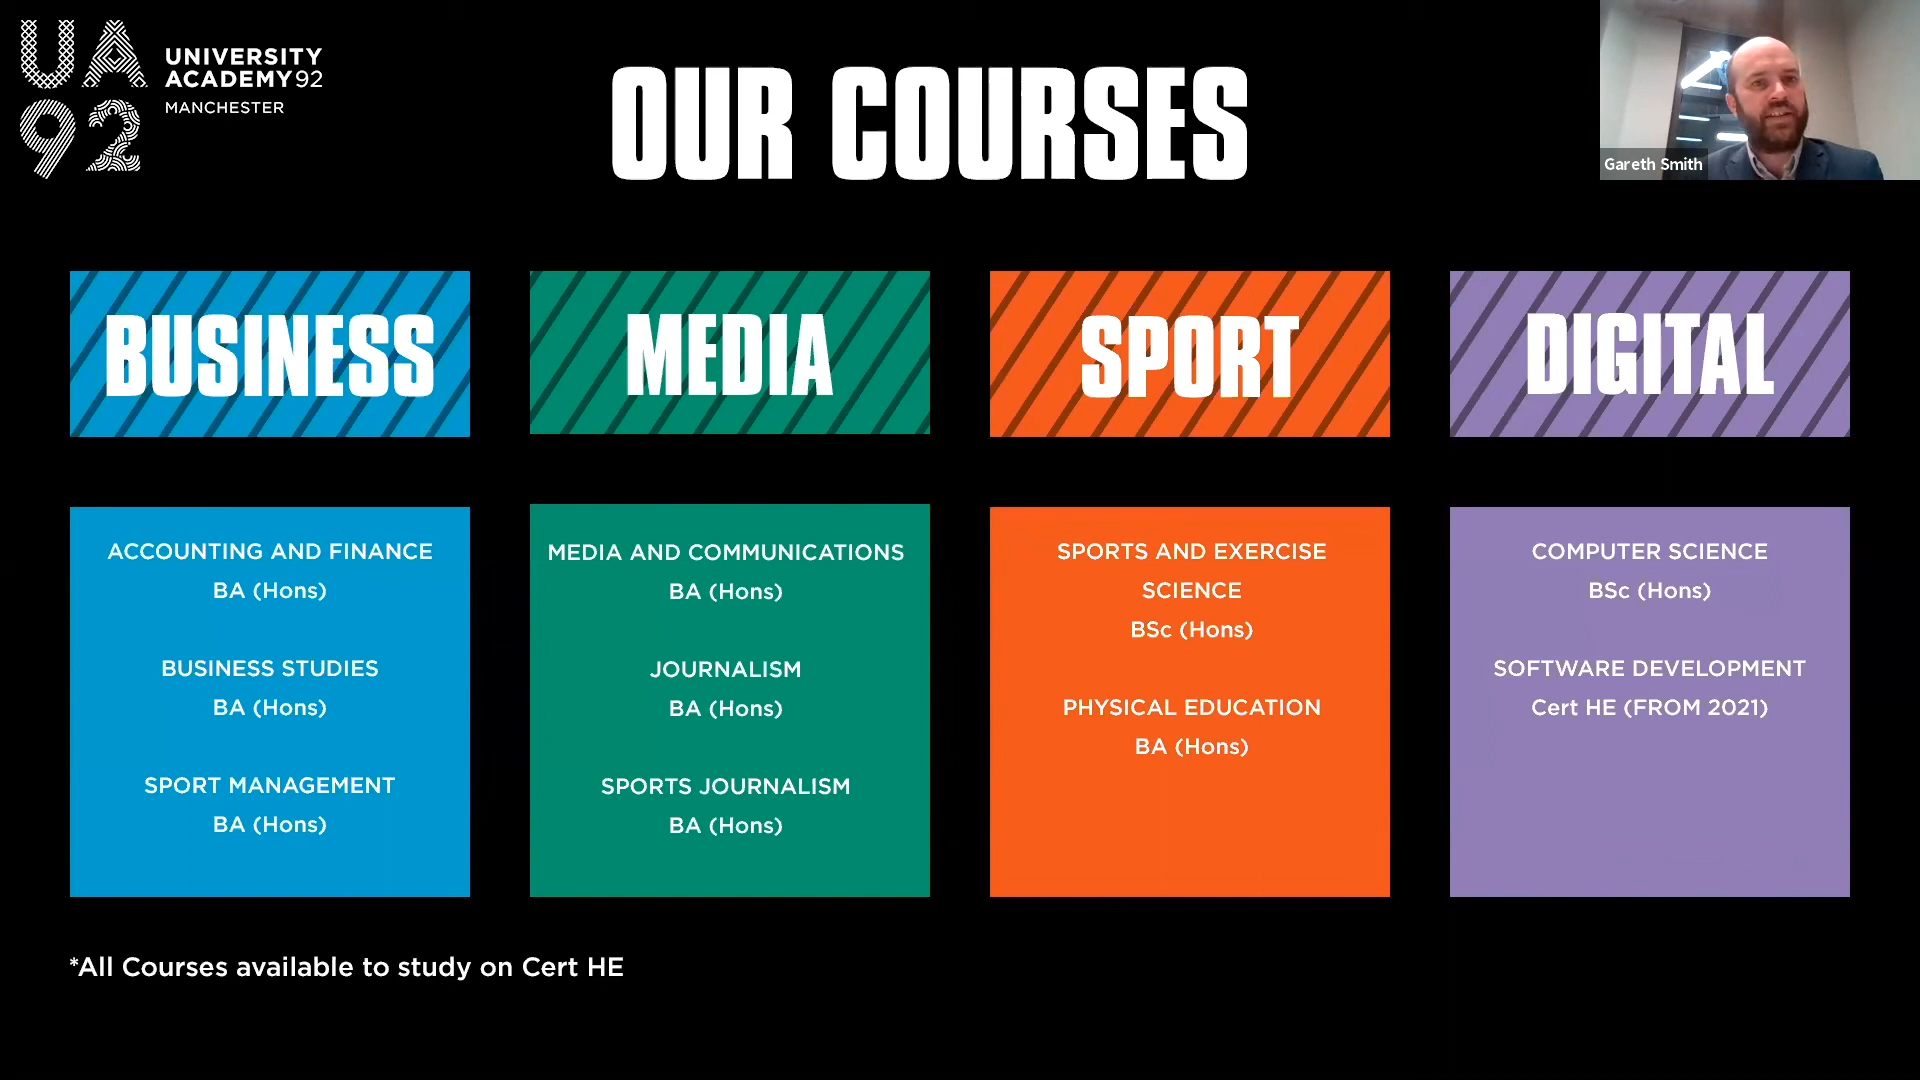 UA
92
UNIVERSITY
ACADEMY92
MANCHESTER
OUR COURSES
Gareth Smith
BUSINESS
ACCOUNTING AND FINANCE
BA (Hons)
BUSINESS STUDIES
BA (Hons)
SPORT MANAGEMENT
BA (Hons)
MEDIA
MEDIA AND COMMUNICATIONS
BA (Hons)
JOURNALISM
BA (Hons)
SPORTS JOURNALISM
BA (Hons)
SPORT
SPORTS AND EXERCISE
SCIENCE
BSc (Hons)
PHYSICAL EDUCATION
BA (Hons)
DIGITAL
COMPUTER SCIENCE
BSc (Hons)
SOFTWARE DEVELOPMENT
Cert HE (FROM 2021)
*All Courses available to study on Cert HE